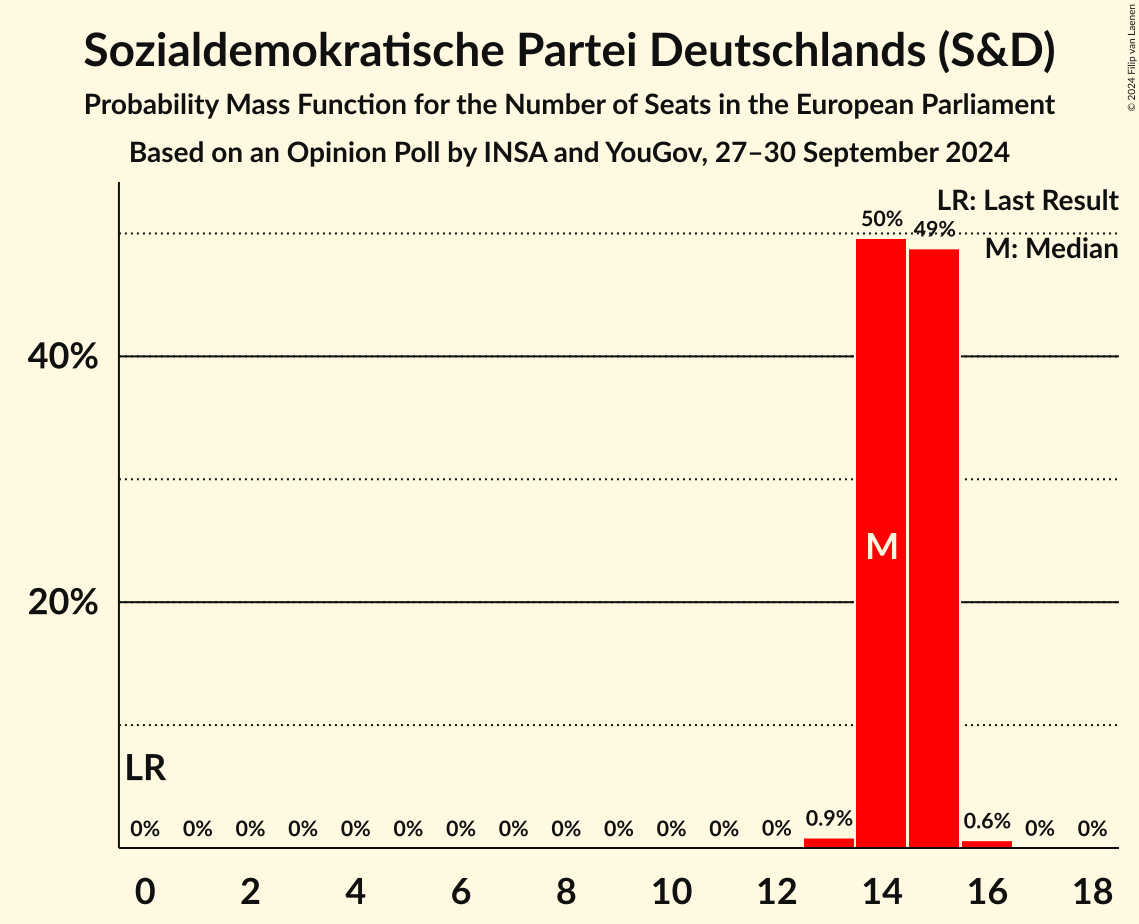 Sozialdemokratische Partei Deutschlands (S&D)
Probability Mass Function for the Number of Seats in the European Parliament
Based on an Opinion Poll by INSA and YouGov, 27–30 September 2024
© 2024 Filip van Laenen
LR: Last Result
M: Median
50%
49%
40%
M
20%
LR
0% 0% 0% 0% 0% 0% 0% 0% 0% 0% 0% 0% 0% 0.9% 0.6% 0% 0%
0 2 4 6 8 10 12 14 16 18